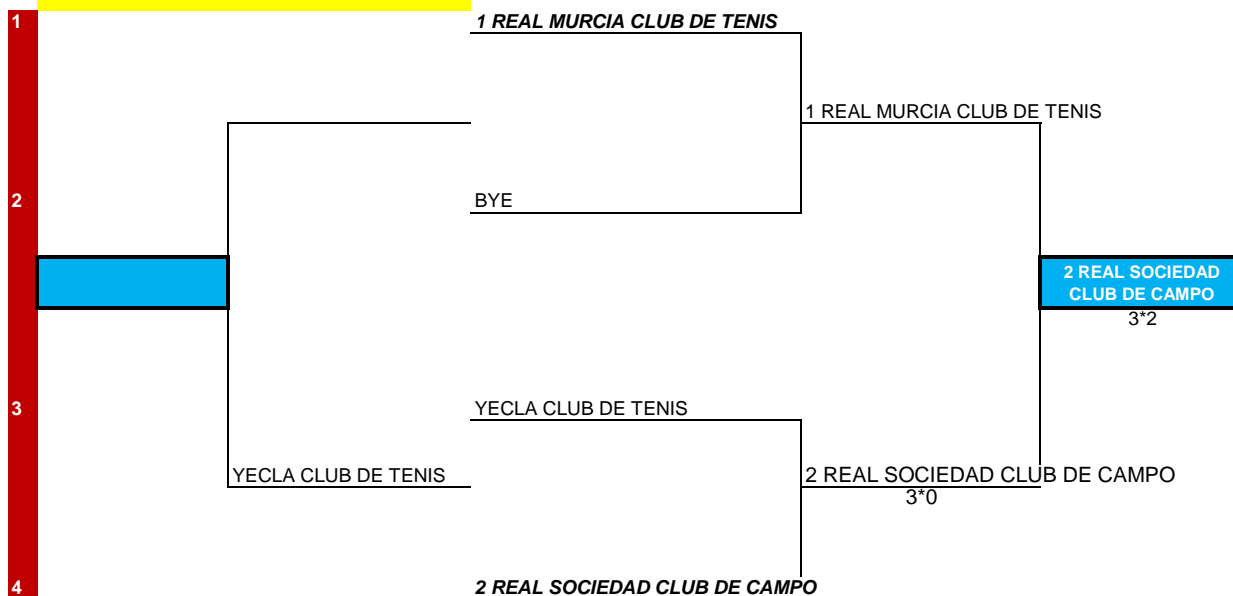 1
1 REAL MURCIA CLUB DE TENIS
1 REAL MURCIA CLUB DE TENIS
2
BYE
2 REAL SOCIEDAD
CLUB DE CAMPO
3*2
3
YECLA CLUB DE TENIS
YECLA CLUB DE TENIS
2 REAL SOCIEDAD CLUB DE CAMPO
3*0
4
2 REAL SOCIEDAD CLUB DE CAMPO